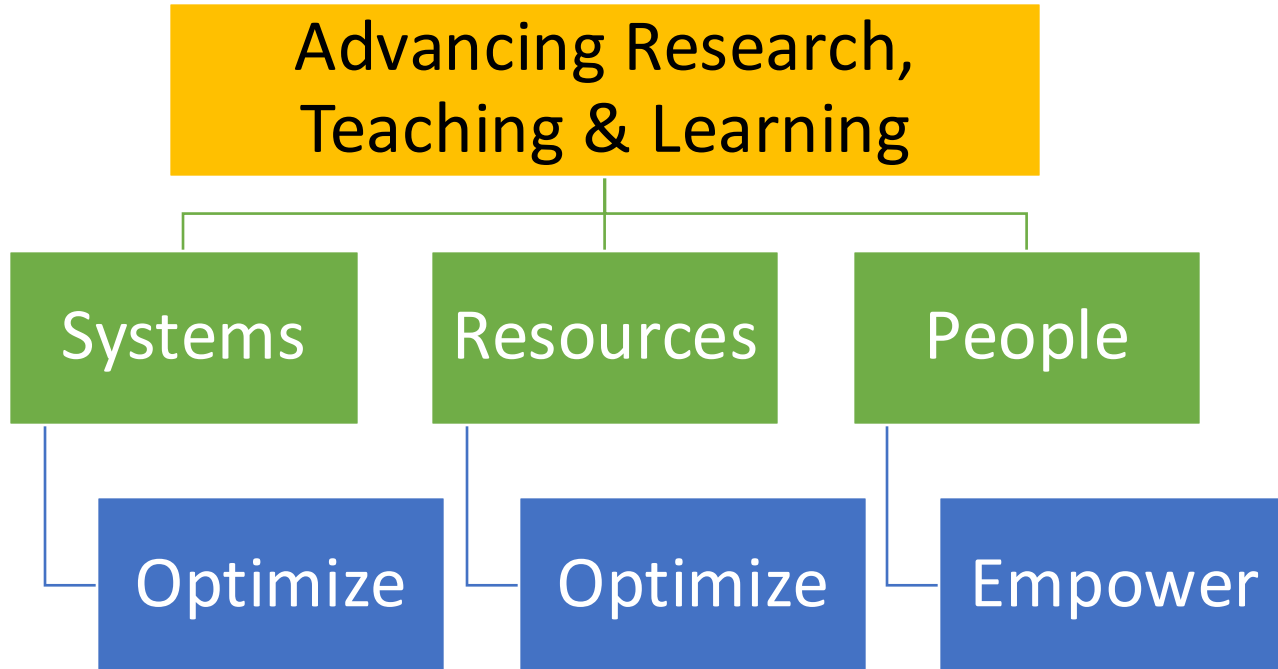 Advancing Research,
Teaching & Learning
Systems
Resources
People
Optimize
Optimize
Empower